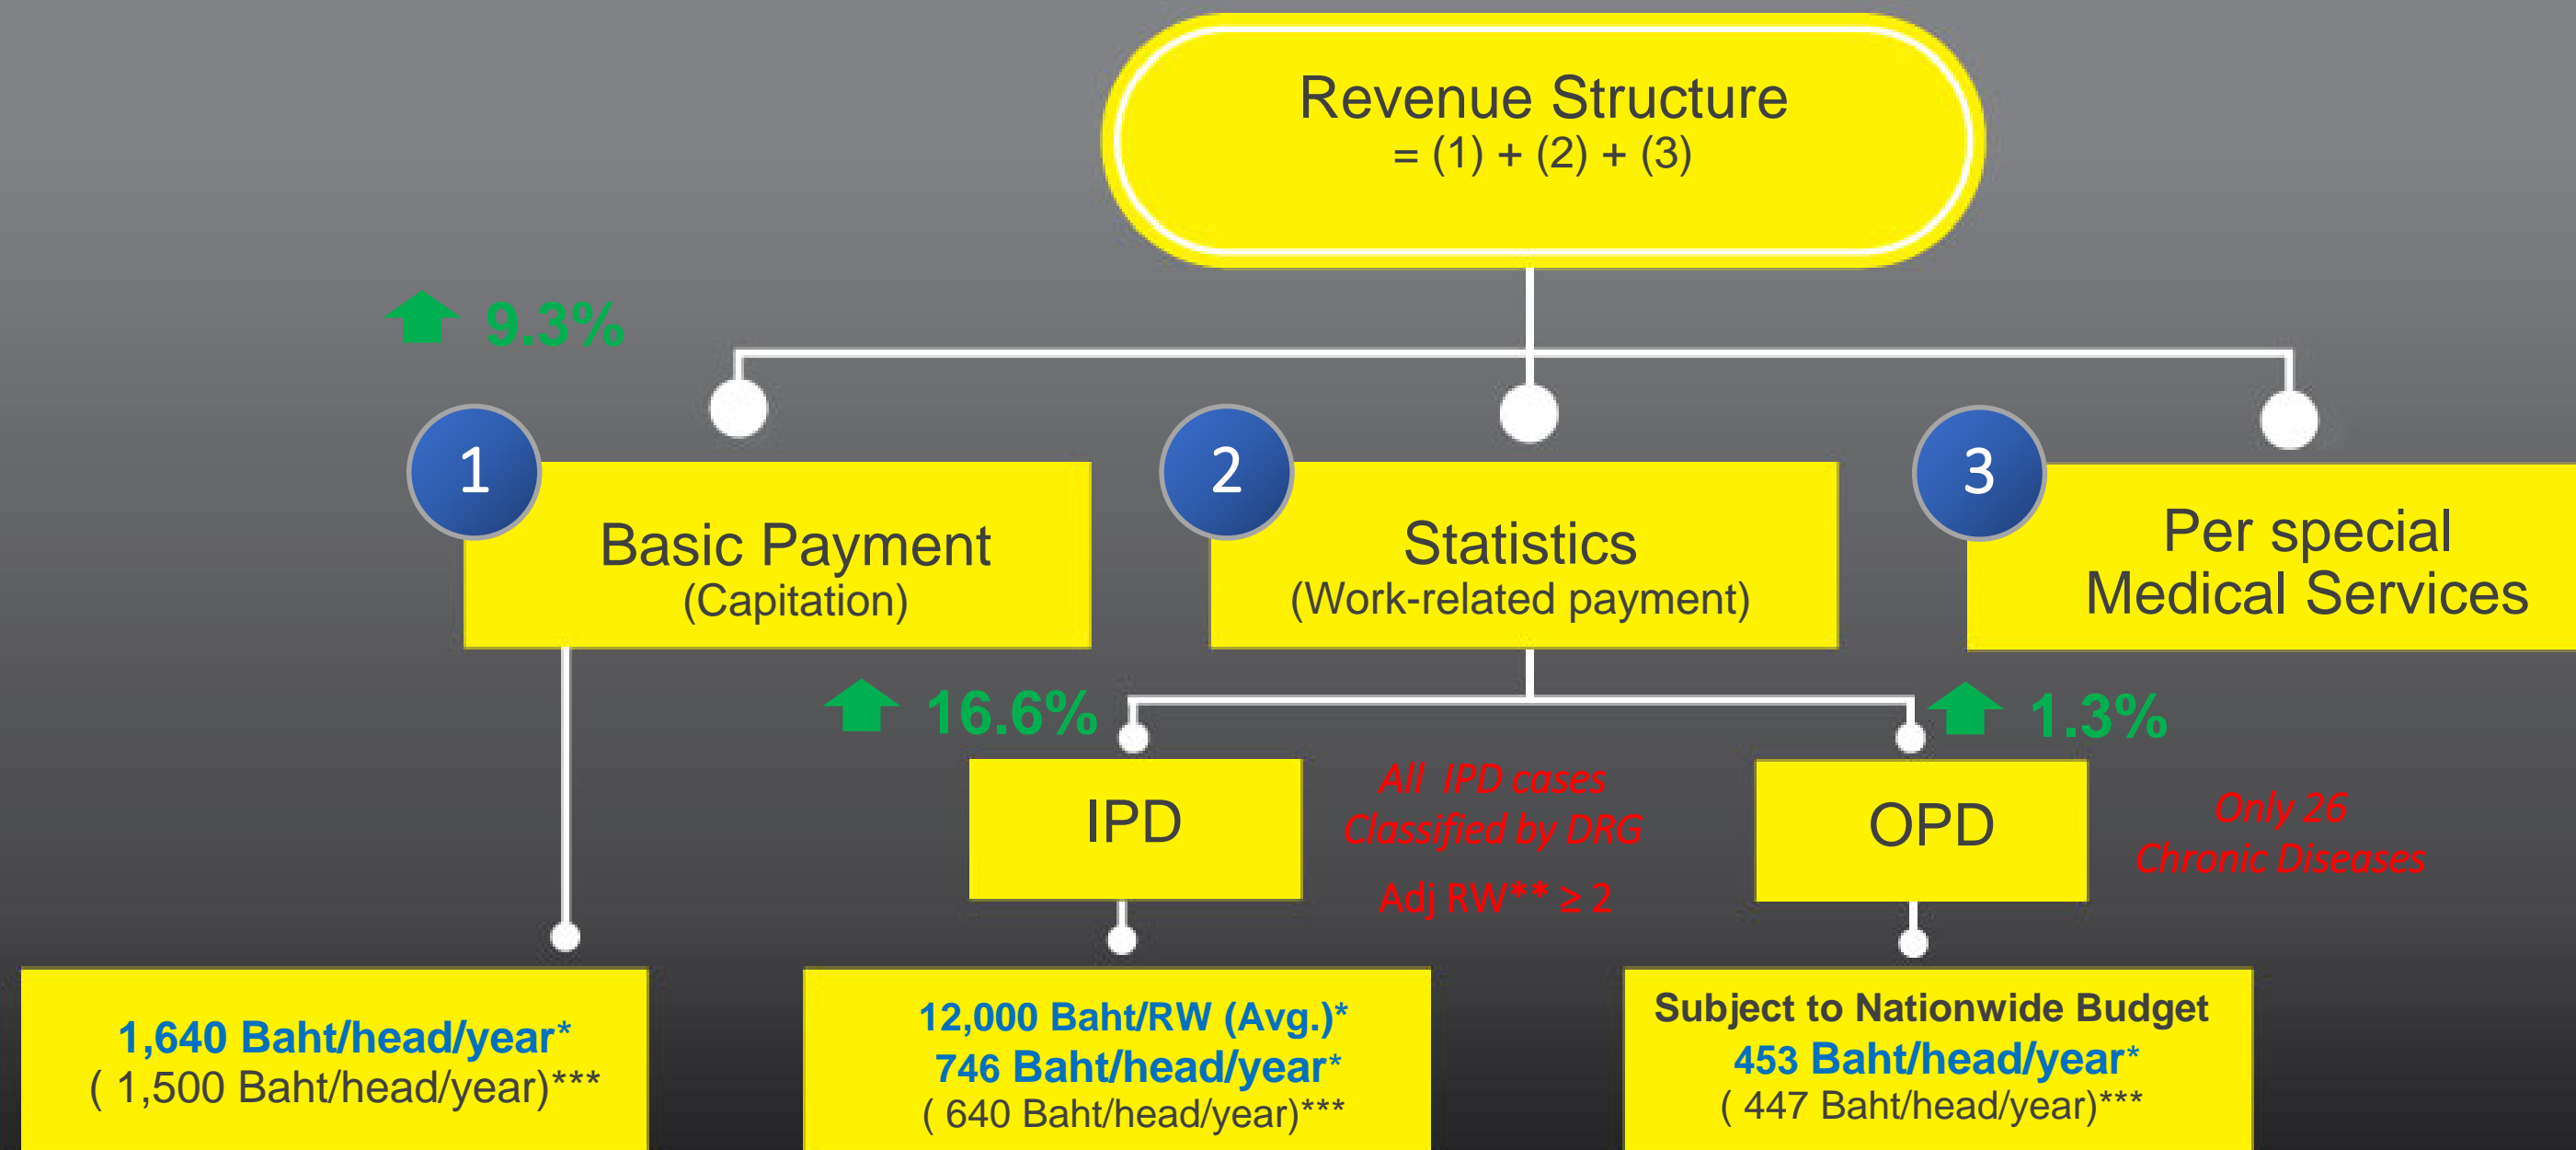 Revenue Structure
= (1) + (2) + (3)
9.3%
1
Basic Payment
(Capitation)
2
Statistics
(Work-related payment)
3
Per special
Medical Services
16.6%
1.3%
IPD
All IPD cases
Classified by DRG
Adj RW** ≥ 2
OPD
Only 26
Chronic Diseases
1,640 Baht/head/year*
( 1,500 Baht/head/year)***
12,000 Baht/RW (Avg.)*
746 Baht/head/year*
( 640 Baht/head/year)***
Subject to Nationwide Budget
453 Baht/head/year*
( 447 Baht/head/year)***